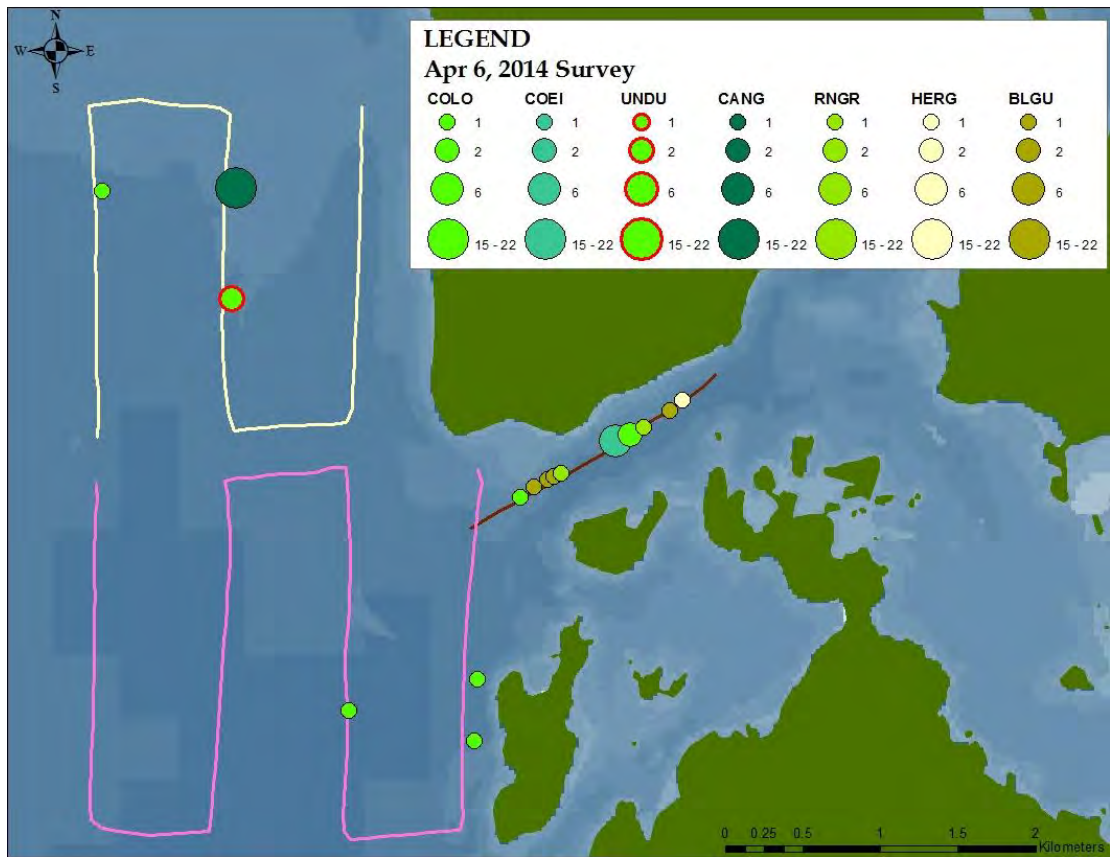 N
W E
S
LEGEND
Apr 6, 2014 Survey
COLO COEI UNDU CANG RNGR HERG BLGU
1 1 1 1 1 1 1
2 2 2 2 2 2 2
6 6 6 6 6 6 6
15 - 22 15 - 22 15 - 22 15 - 22 15 - 22 15 - 22 15 - 22
0 0.25 0.5 1 1.5 2
Kilometers